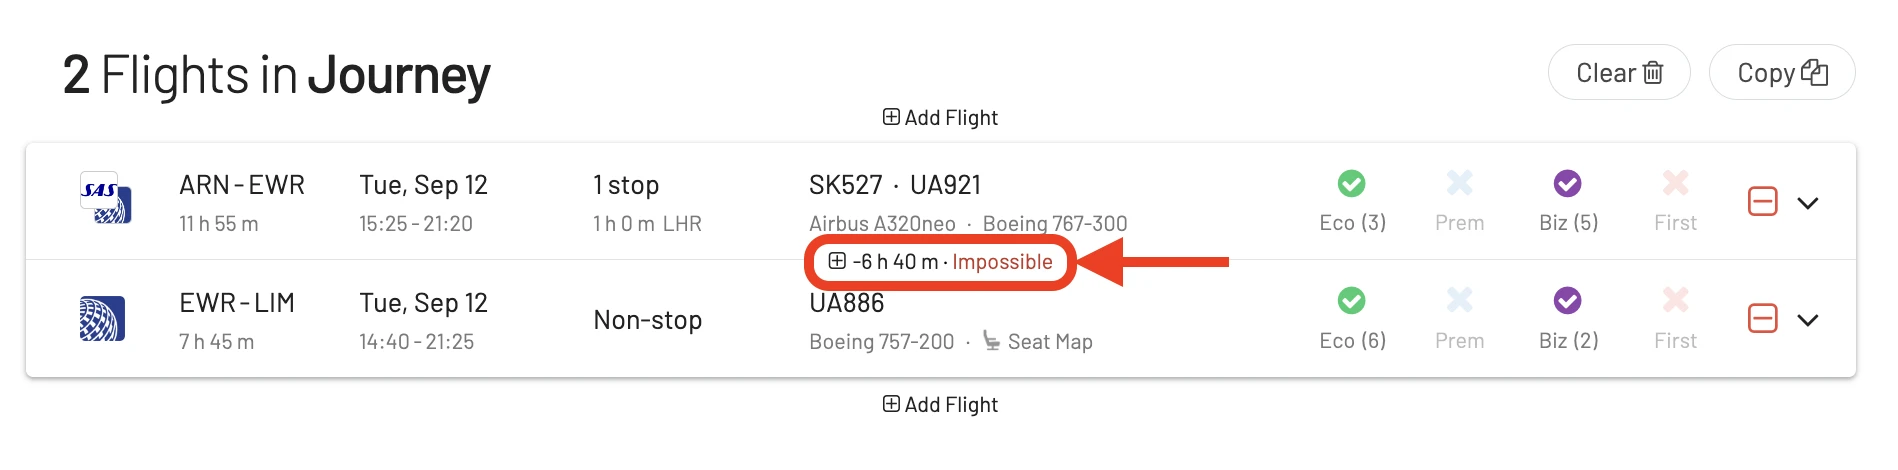 2 Flights in Journey
Clear
Copy
Add Flight
SAS
ARN - EWR
Tue, Sep 12
1 stop
SK527 · UA921
11 h 55 m
15:25 - 21:20
1 h 0 m LHR
Airbus A320neo · Boeing 767-300
Eco (3)
Prem
Biz (5)
First
-6 h 40 m · Impossible
EWR - LIM
Tue, Sep 12
Non-stop
UA886
7 h 45 m
14:40 - 21:25
Boeing 757-200 · Seat Map
Eco (6)
Prem
Biz (2)
First
Add Flight